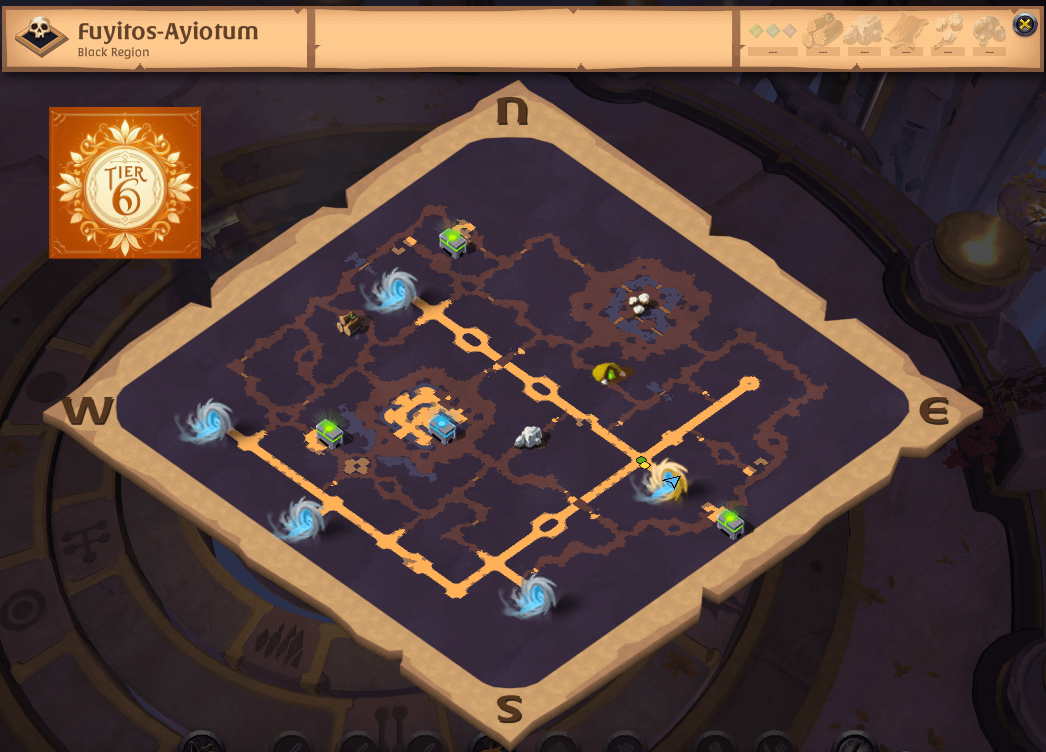 Fuyitos-Ayiotum
Black Region
--- --- --- --- --- ---
TIER
6
N
W
E
S